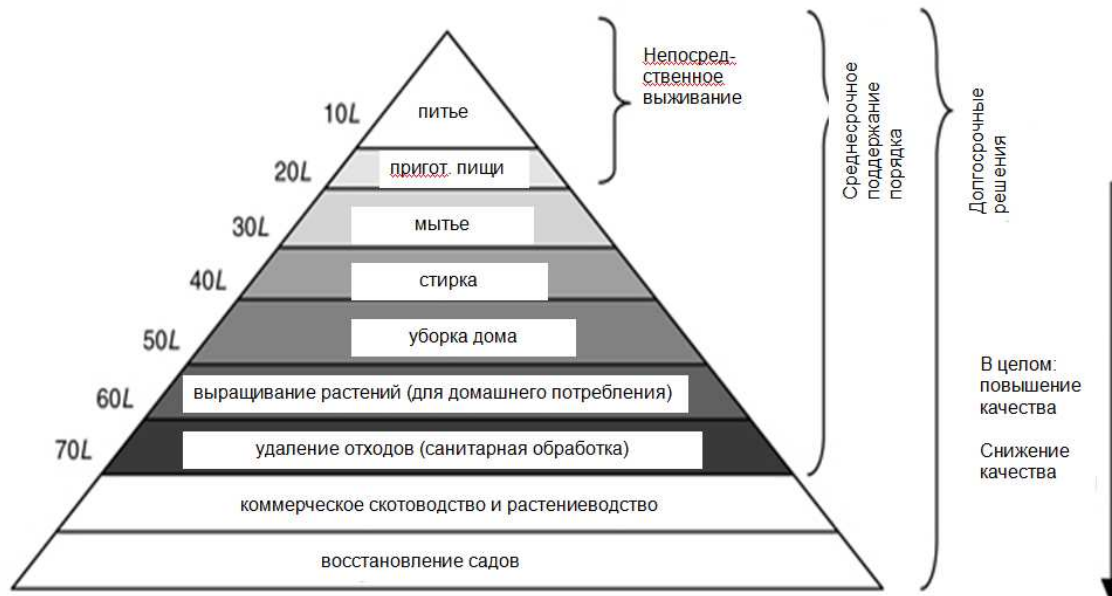 Непосред-
ственное
выживание
10L
питье
20L
пригот. пищи
30L
мытье
40L
стирка
50L
уборка дома
60L
выращивание растений (для домашнего потребления)
70L
удаление отходов (санитарная обработка)
коммерческое скотоводство и растениеводство
восстановление садов
Среднесрочное
поддержание
порядка
Долгосрочные
решения
В целом:
повышение
качества
Снижение
качества